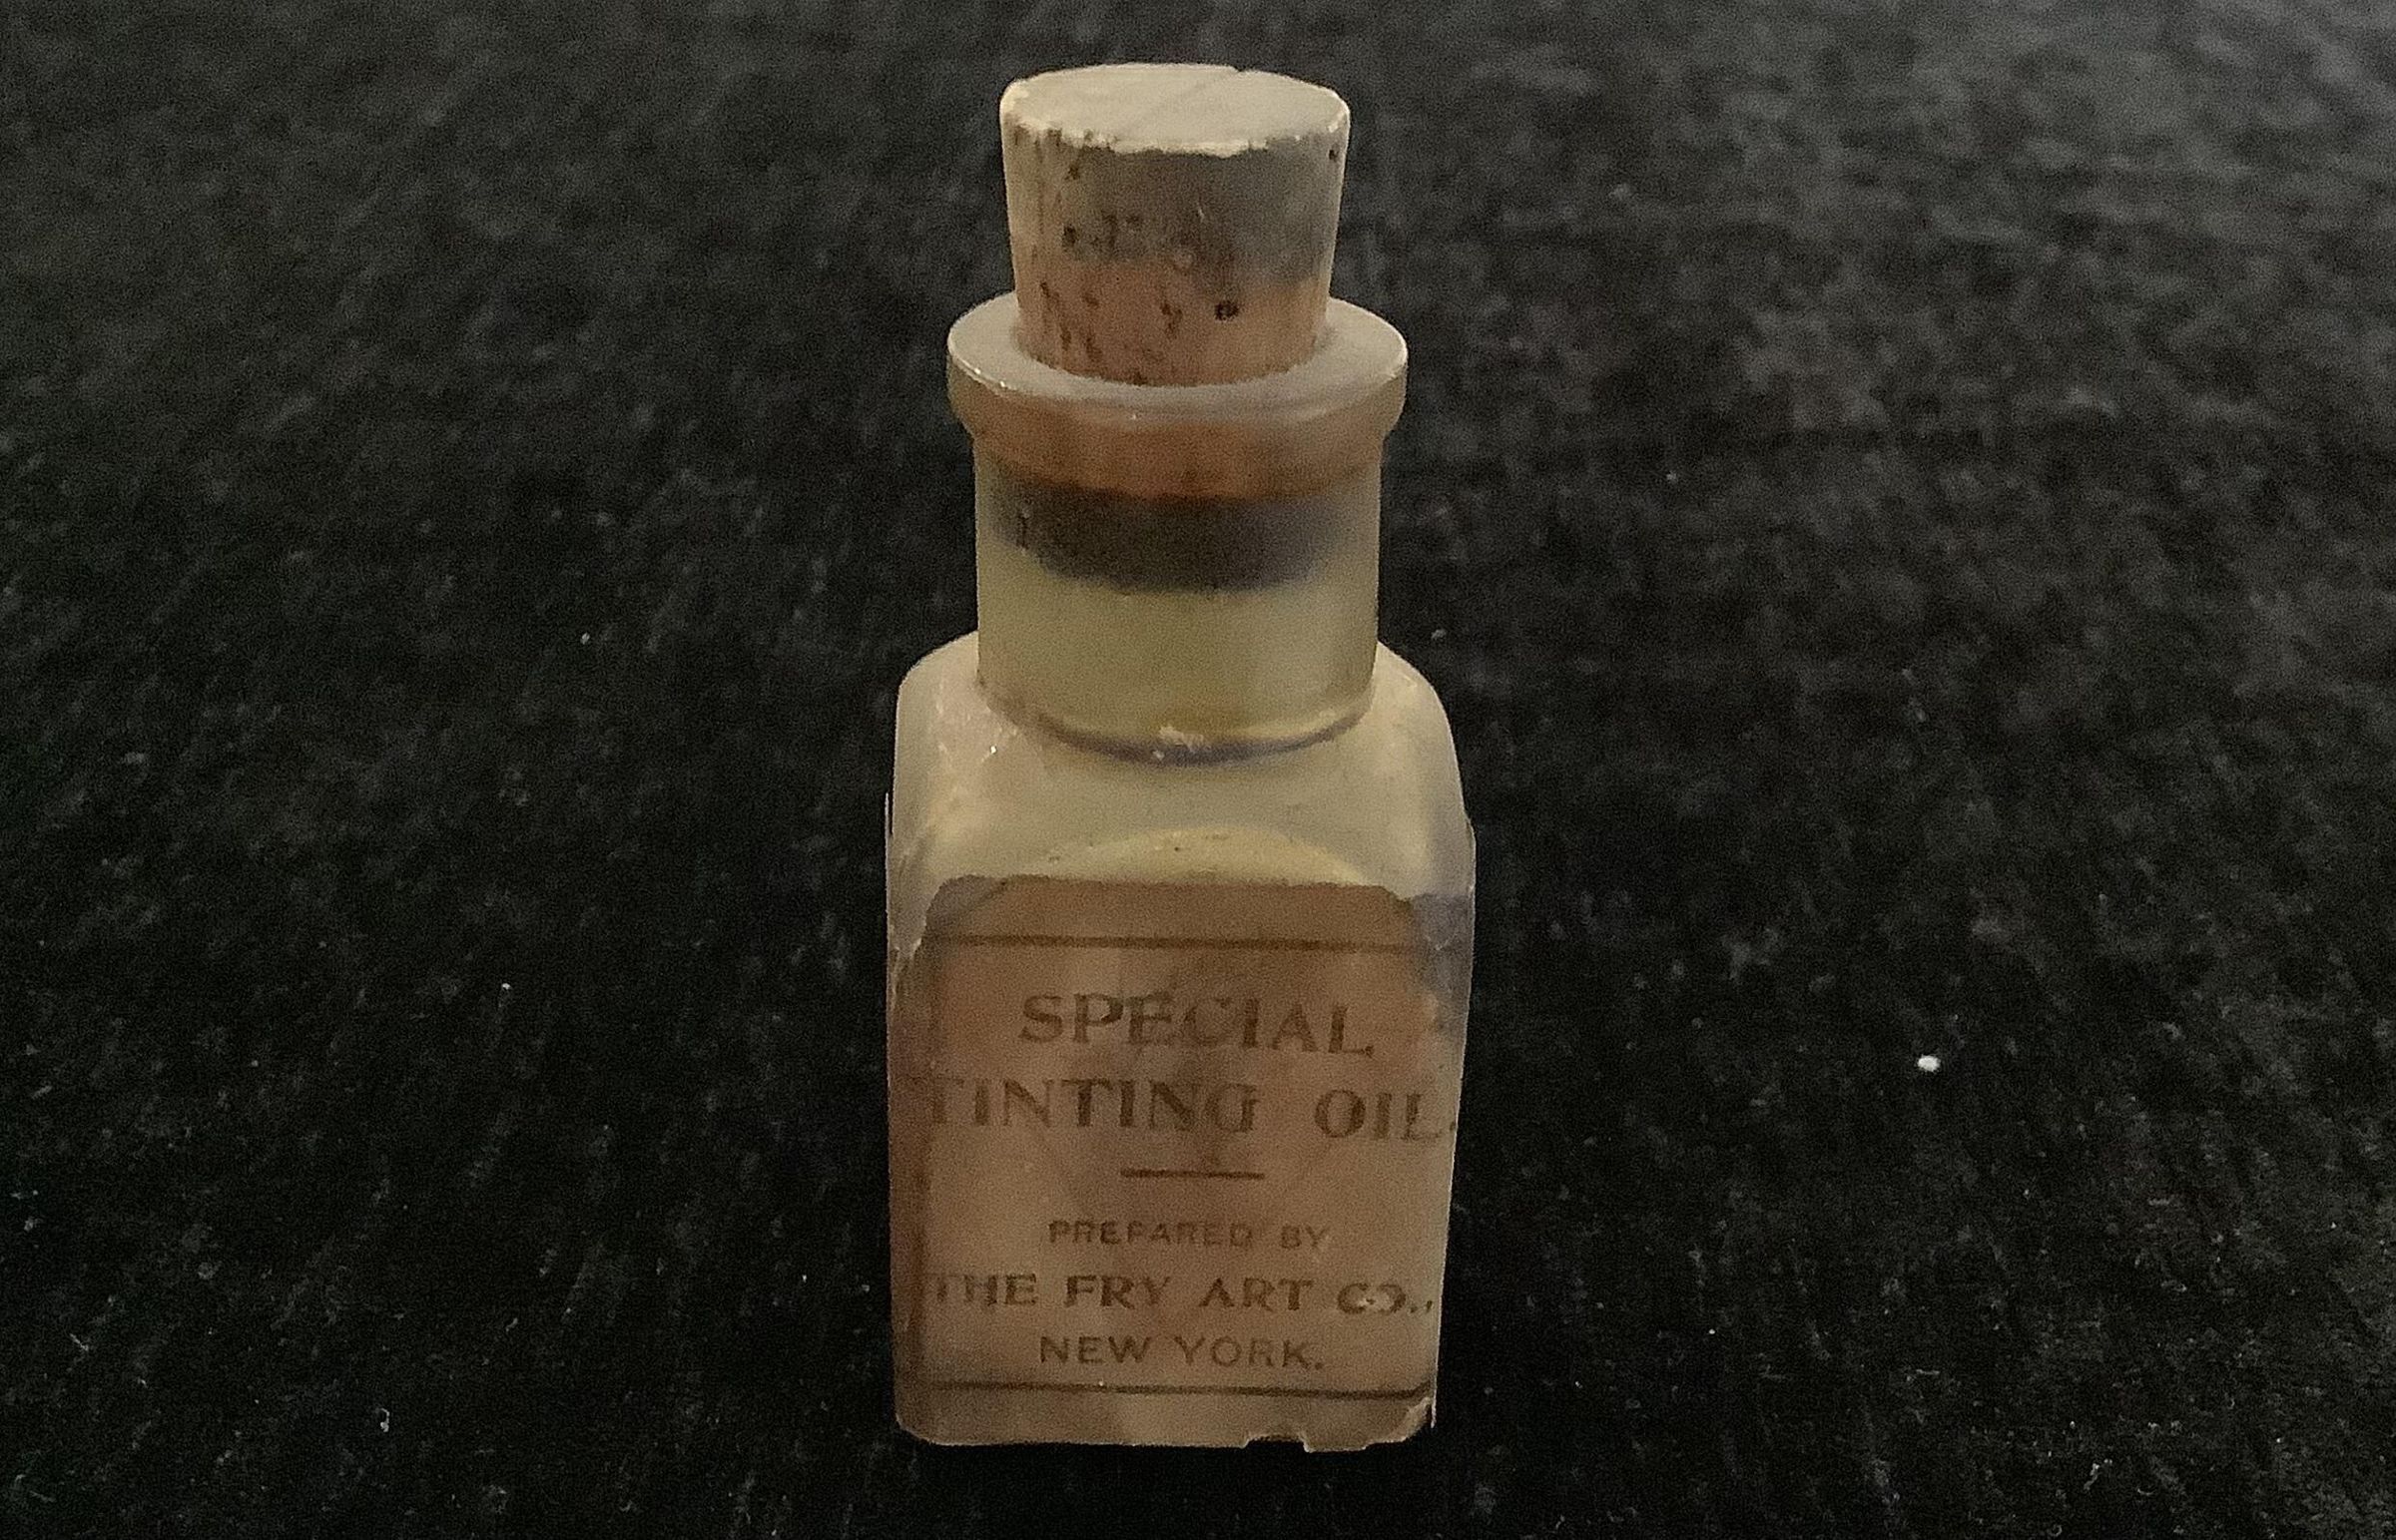 SPECIAL
TINTING OIL.
PREPARED BY
THE FRY ART CO.,
NEW YORK.